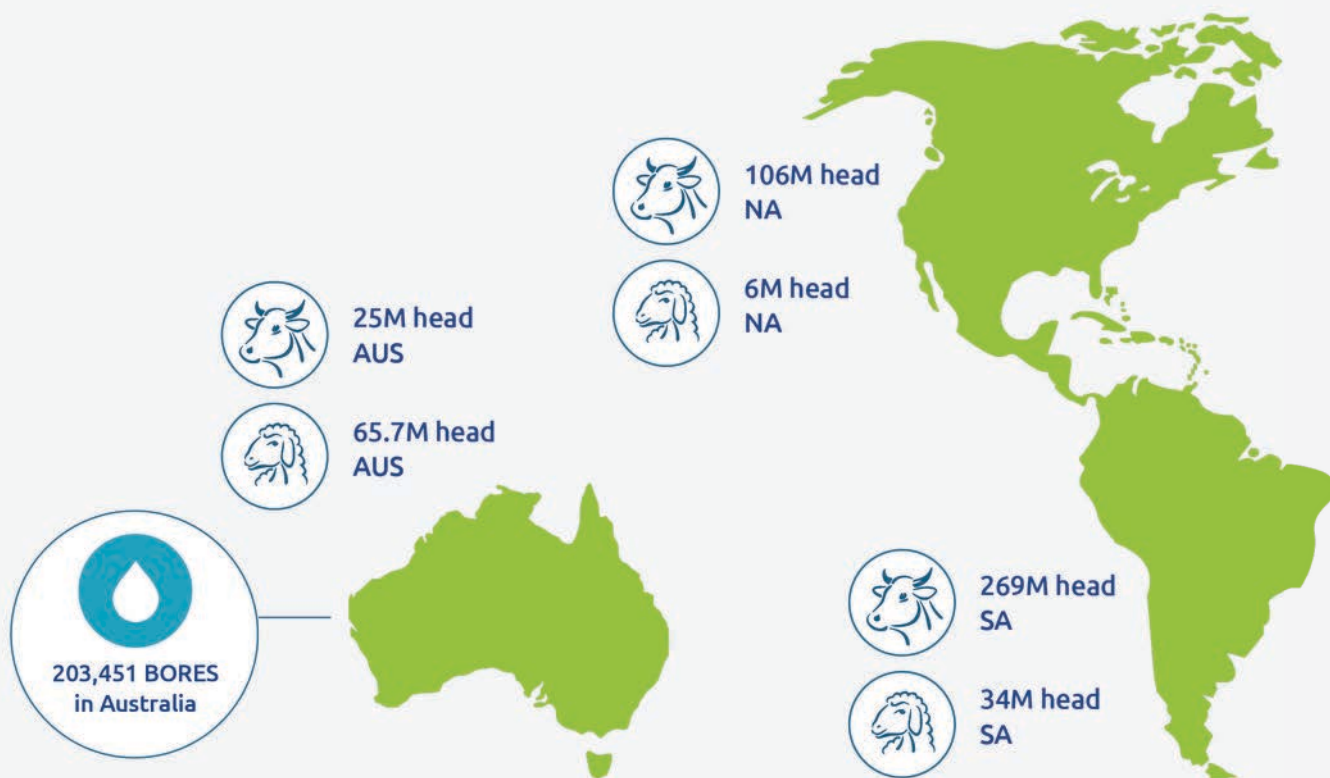 106M head
NA
6M head
NA
25M head
AUS
65.7M head
AUS
203,451 BORES
in Australia
269M head
SA
34M head
SA